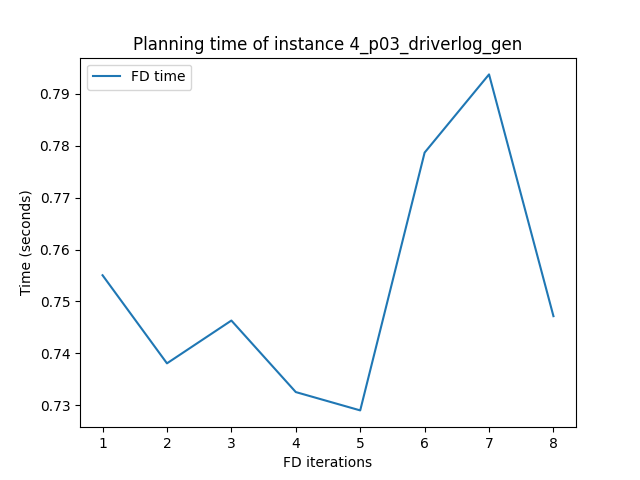 Planning time of instance 4_p03_driverlog_gen
FD time
0.79
0.78
0.77
0.76
0.75
0.74
0.73
Time (seconds)
1 2 3 4 5 6 7 8
FD iterations